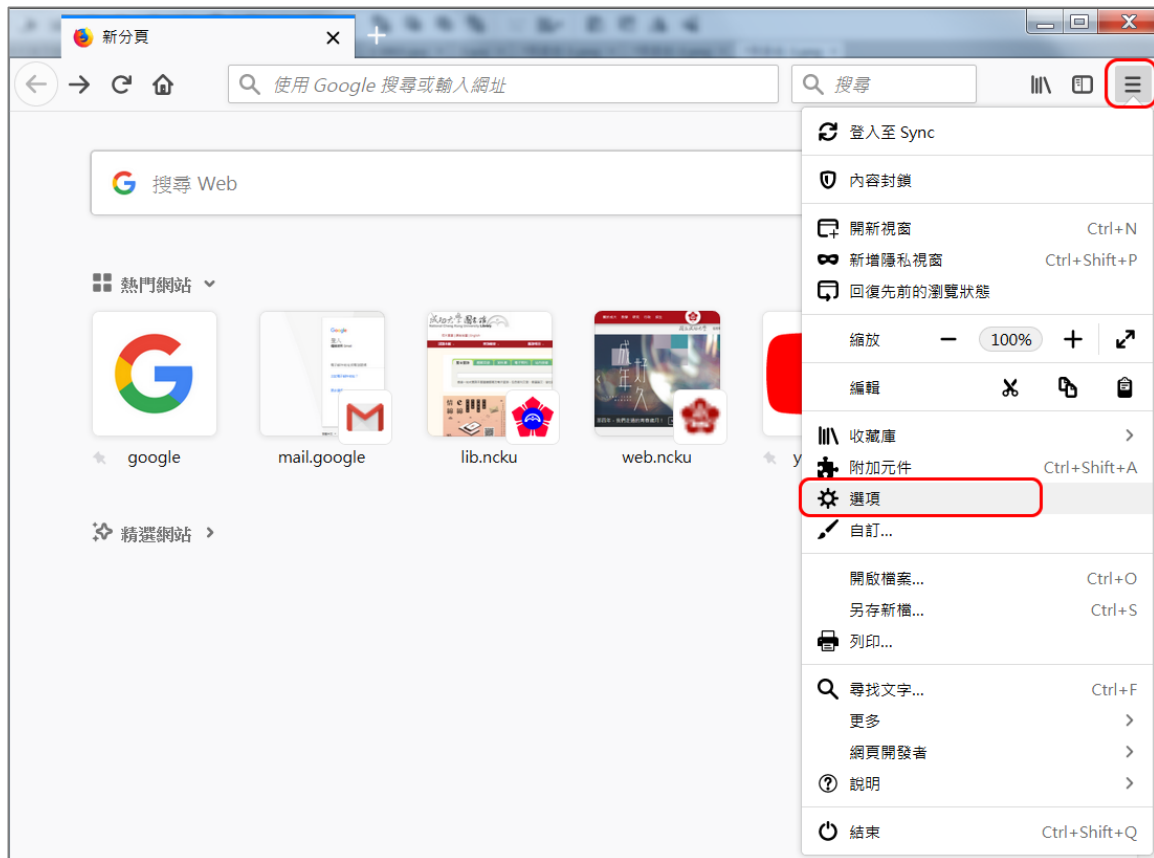 新分頁
使用 Google 搜尋或輸入網址
搜尋
搜尋 Web
熱門網站
google
mail.google
lib.ncku
web.ncku
y
精選網站
登入至 Sync
內容封鎖
開新視窗 Ctrl+N
新增隱私視窗 Ctrl+Shift+P
回復先前的瀏覽狀態
縮放 100%
編輯
收藏庫
附加元件 Ctrl+Shift+A
選項
自訂...
開啟檔案... Ctrl+O
另存新檔... Ctrl+S
列印...
尋找文字... Ctrl+F
更多
網頁開發者
說明
結束 Ctrl+Shift+Q